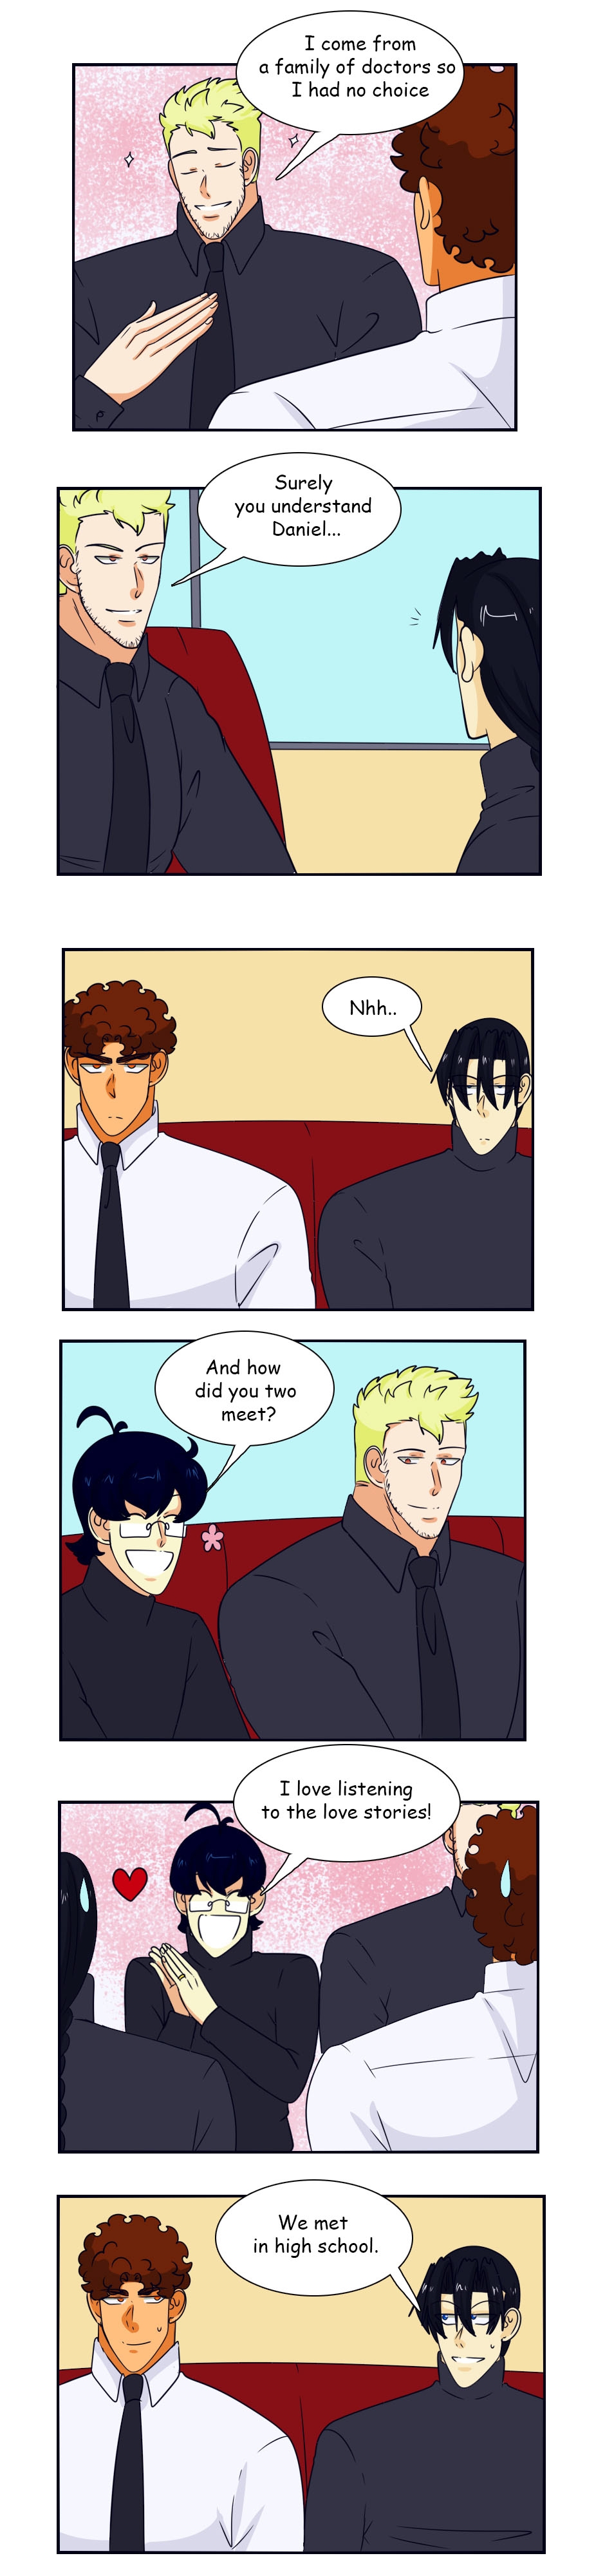 I come from
a family of doctors so
I had no choice
Surely
you understand
Daniel...
Nhh..
And how
did you two
meet?
I love listening
to the love stories!
We met
in high school.